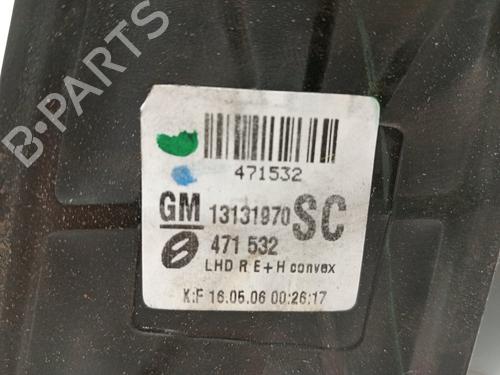 B-PARTS
471532
GM 13131970 SC
471 532
LHD R E+H convex
K:F 16.05.06 00:26:17